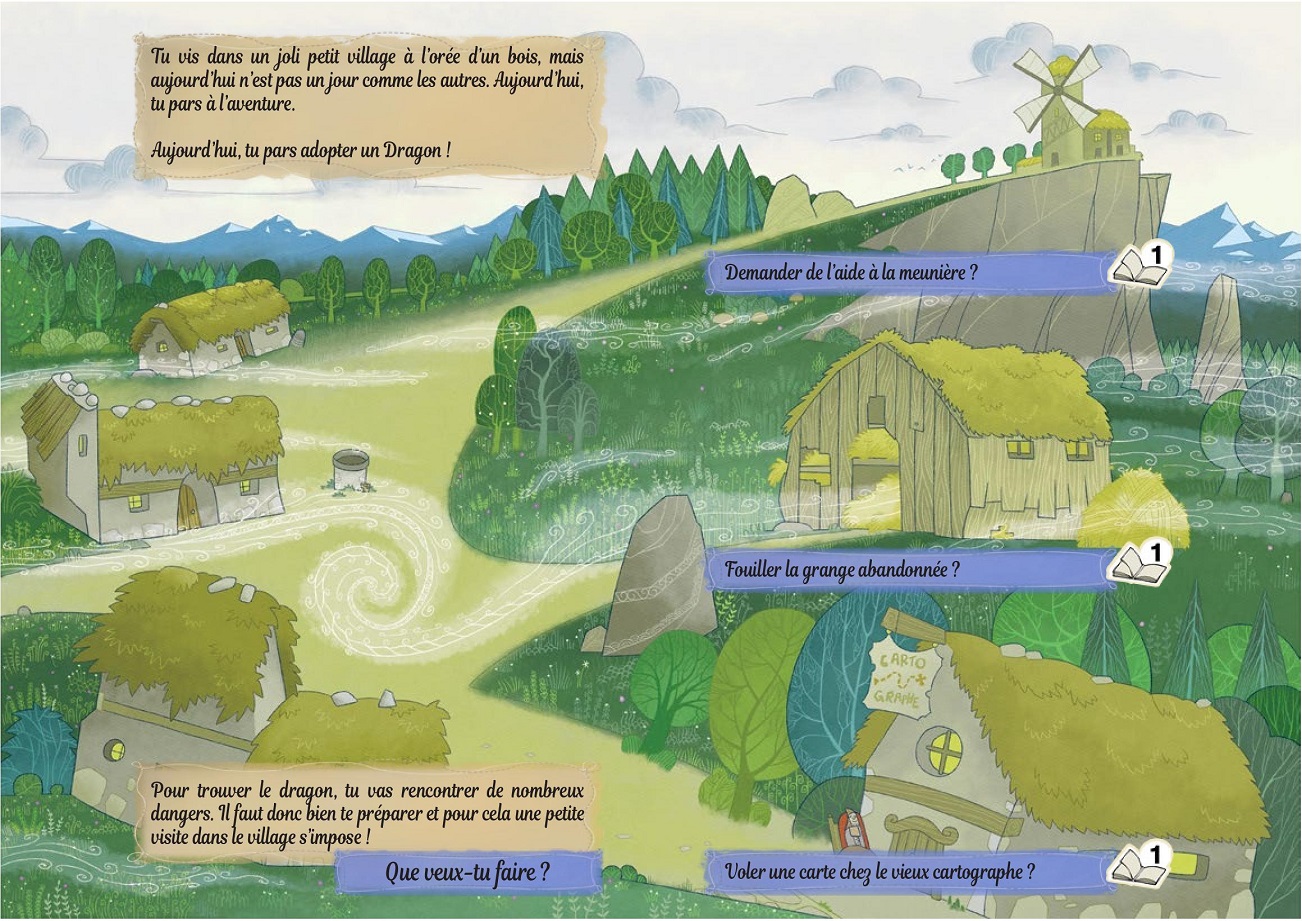 Tu vis dans un joli petit village à l'orée d'un bois, mais
aujourd'hui n'est pas un jour comme les autres. Aujourd'hui,
tu pars à l'aventure.
Aujourd'hui, tu pars adopter un Dragon !
Demander de l'aide à la meunière ?
1
Fouiller la grange abandonnée ?
1
CARTO
GRAPHE
Pour trouver le dragon, tu vas rencontrer de nombreux
dangers. Il faut donc bien te préparer et pour cela une petite
visite dans le village s'impose !
Que veux-tu faire ?
Voler une carte chez le vieux cartographe ?
1